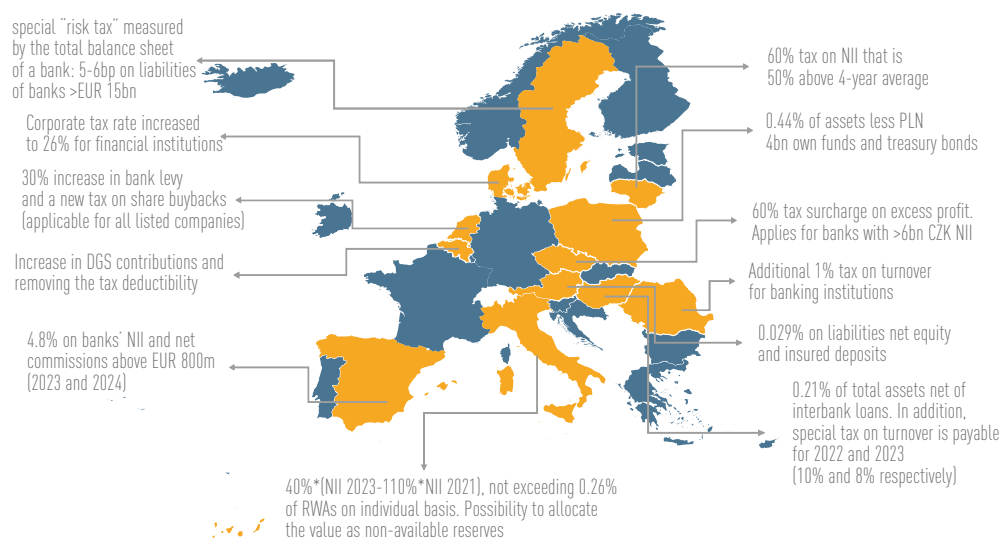 special “risk tax” measured
by the total balance sheet
of a bank: 5-6bp on liabilities
of banks >EUR 15bn
Corporate tax rate increased
to 26% for financial institutions
30% increase in bank levy
and a new tax on share buybacks
(applicable for all listed companies)
Increase in DGS contributions and
removing the tax deductibility
4.8% on banks’ NII and net
commissions above EUR 800m
(2023 and 2024)
40%*(NII 2023-110%*NII 2021), not exceeding 0.26%
of RWAs on individual basis. Possibility to allocate
the value as non-available reserves
60% tax on NII that is
50% above 4-year average
0.44% of assets less PLN
4bn own funds and treasury bonds
60% tax surcharge on excess profit.
Applies for banks with >6bn CZK NII
Additional 1% tax on turnover
for banking institutions
0.029% on liabilities net equity
and insured deposits
0.21% of total assets net of
interbank loans. In addition,
special tax on turnover is payable
for 2022 and 2023
(10% and 8% respectively)